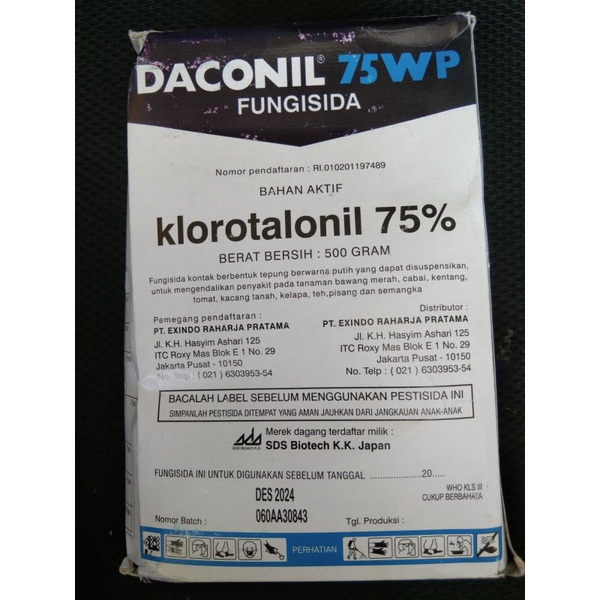 DACONIL® 75WP
FUNGISIDA
Nomor pendaftaran : RI.010201197489
BAHAN AKTIF
klorotalonil 75%
BERAT BERSIH : 500 GRAM
Fungisida kontak berbentuk tepung berwarna putih yang dapat disuspensikan,
untuk mengendalikan penyakit pada tanaman bawang merah, cabai, kentang,
tomat, kacang tanah, kelapa, teh,pisang dan semangka
Pemegang pendaftaran :
PT. EXINDO RAHARJA PRATAMA
Jl. K.H. Hasyim Ashari 125
ITC Roxy Mas Blok E 1 No. 29
Jakarta Pusat - 10150
No. Telp : ( 021 ) 6303953-54
Distributor :
PT. EXINDO RAHARJA PRATAMA
Jl. K.H. Hasyim Ashari 125
ITC Roxy Mas Blok E 1 No. 29
Jakarta Pusat - 10150
No. Telp : ( 021 ) 6303953-54
BACALAH LABEL SEBELUM MENGGUNAKAN PESTISIDA INI
SIMPANLAH PESTISIDA DITEMPAT YANG AMAN JAUHKAN DARI JANGKAUAN ANAK-ANAK
sds
SDS Biotech K.K.
Merek dagang terdaftar milik :
SDS Biotech K.K. Japan
FUNGISIDA INI UNTUK DIGUNAKAN SEBELUM TANGGAL .....................20.....
DES 2024
WHO KLS III
CUKUP BERBAHAYA
Nomor Batch :
060AA30843
Tgl. Produksi :
PERHATIAN